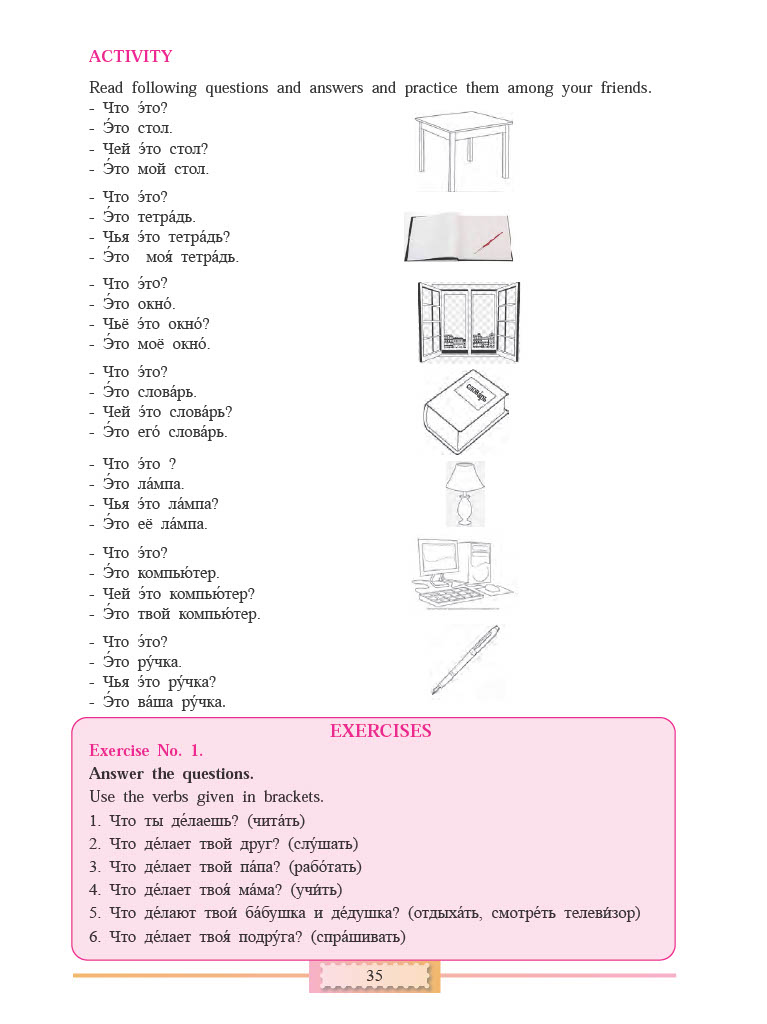 ACTIVITY
Read following questions and answers and practice them among your friends.
- Что э́то?
- Э́то стол.
- Чей э́то стол?
- Э́то мой стол.
- Что э́то?
- Э́то тетра́дь.
- Чья э́то тетра́дь?
- Э́то моя́ тетра́дь.
- Что э́то?
- Э́то окно́.
- Чьё э́то окно́?
- Э́то моё окно́.
- Что э́то?
- Э́то слова́рь.
- Чей э́то слова́рь?
- Э́то его́ слова́рь.
слова́рь
- Что э́то ?
- Э́то ла́мпа.
- Чья э́то ла́мпа?
- Э́то её ла́мпа.
- Что э́то?
- Э́то компью́тер.
- Чей э́то компью́тер?
- Э́то твой компью́тер.
- Что э́то?
- Э́то ру́чка.
- Чья э́то ру́чка?
- Э́то ва́ша ру́чка.
EXERCISES
Exercise No. 1.
Answer the questions.
Use the verbs given in brackets.
1. Что ты де́лаешь? (чита́ть)
2. Что де́лает твой друг? (слу́шать)
3. Что де́лает твой па́па? (рабо́тать)
4. Что де́лает твоя́ ма́ма? (учи́ть)
5. Что де́лают твои́ ба́бушка и де́душка? (отдыха́ть, смотре́ть телеви́зор)
6. Что де́лает твоя́ подру́га? (спра́шивать)
35